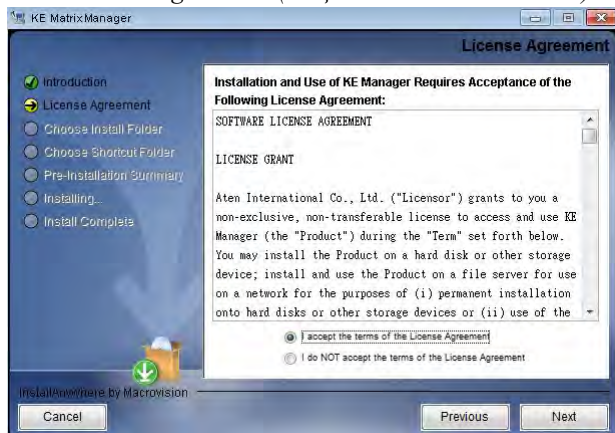 KE MatrixManager
License Agreement
Introduction
License Agreement
Choose Install Folder
Choose Shortcut Folder
Pre-Installation Summary
Installing...
Install Complete
Installation and Use of KE Manager Requires Acceptance of the
Following License Agreement:
SOFTWARE LICENSE AGREEMENT
LICENSE GRANT
Aten International Co., Ltd. ("Licensor") grants to you a
non-exclusive, non-transferable license to access and use KE
Manager (the "Product") during the "Term" set forth below.
You may install the Product on a hard disk or other storage
device; install and use the Product on a file server for use
on a network for the purposes of (i) permanent installation
onto hard disks or other storage devices or (ii) use of the
I accept the terms of the License Agreement
I do NOT accept the terms of the License Agreement
InstallAnywhere by Macrovision
Cancel
Previous
Next